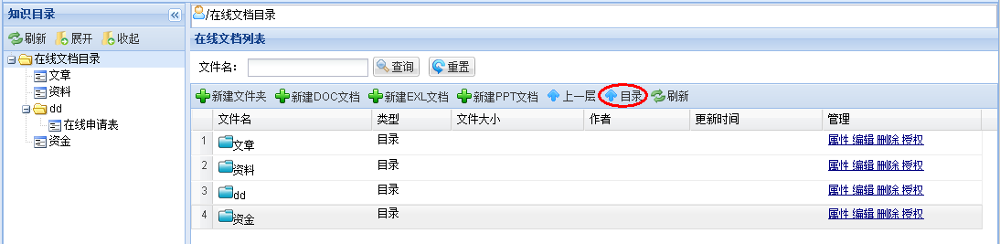 知识目录
刷新 展开 收起
在线文档目录
文章
资料
dd
在线申请表
资金
/在线文档目录
在线文档列表
文件名： 查询 重置
新建文件夹 新建DOC文档 新建EXL文档 新建PPT文档 上一层 目录 刷新
文件名 类型 文件大小 作者 更新时间 管理
1 文章 目录 属性 编辑 删除 授权
2 资料 目录 属性 编辑 删除 授权
3 dd 目录 属性 编辑 删除 授权
4 资金 目录 属性 编辑 删除 授权